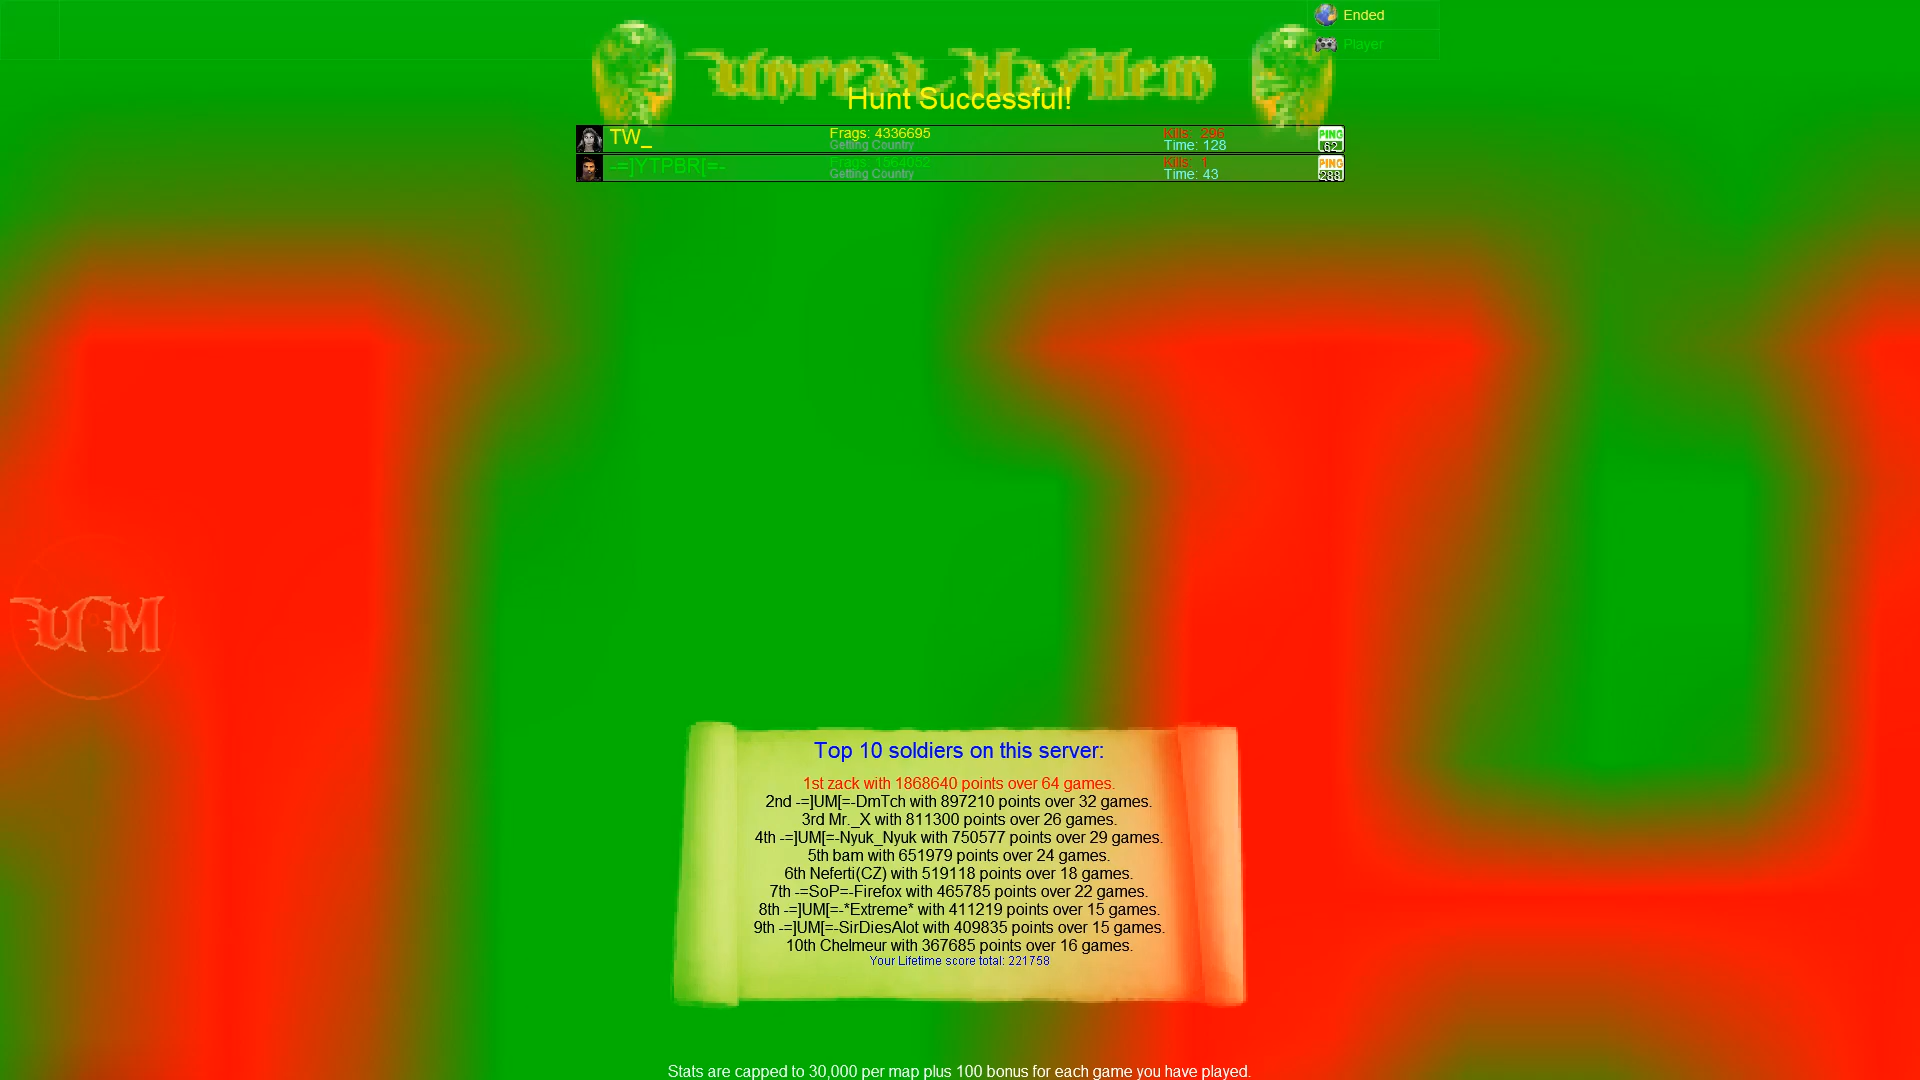 Ended
Player
Unreal Mayhem
Hunt Successful!
TW_
Frags: 4336695
Getting Country
Kills: 296
Time: 128
PING
62
-=]YTPBR[=-
Frags: 1564052
Getting Country
Kills: 1
Time: 43
PING
288
UM
Top 10 soldiers on this server:
1st zack with 1868640 points over 64 games.
2nd -=]UM[=-DmTch with 897210 points over 32 games.
3rd Mr._X with 811300 points over 26 games.
4th -=]UM[=-Nyuk_Nyuk with 750577 points over 29 games.
5th bam with 651979 points over 24 games.
6th Neferti(CZ) with 519118 points over 18 games.
7th -=SoP=-Firefox with 465785 points over 22 games.
8th -=]UM[=-*Extreme* with 411219 points over 15 games.
9th -=]UM[=-SirDiesAlot with 409835 points over 15 games.
10th Chelmeur with 367685 points over 16 games.
Your Lifetime score total: 221758
Stats are capped to 30,000 per map plus 100 bonus for each game you have played.